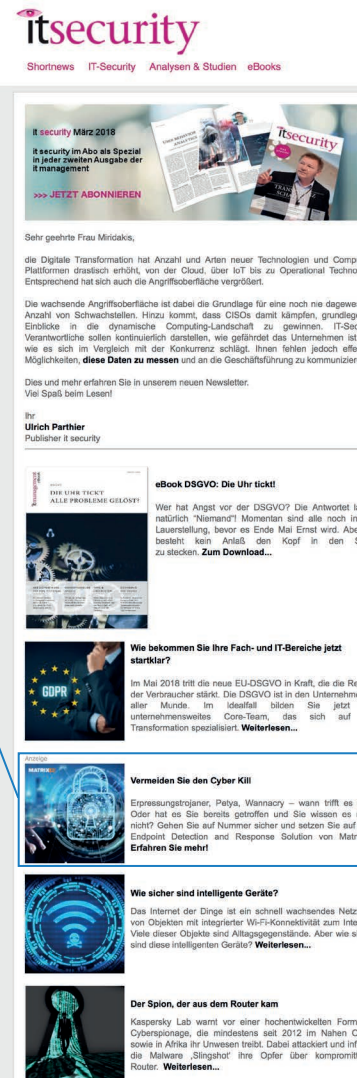 itsecurity
Shortnews IT-Security Analysen & Studien eBooks
it security März 2018
it security im Abo als Spezial
in jeder zweiten Ausgabe der
it management
>>> JETZT ABONNIEREN
itsecurity
Sehr geehrte Frau Miridakis,
die Digitale Transformation hat Anzahl und Arten neuer Technologien und Comp
Plattformen drastisch erhöht, von der Cloud, über IoT bis zu Operational Techno
Entsprechend hat sich auch die Angriffsoberfläche vergrößert.
Die wachsende Angriffsoberfläche ist dabei die Grundlage für eine noch nie dagewe
Anzahl von Schwachstellen. Hinzu kommt, dass CISOs damit kämpfen, grundleg
Einblicke in die dynamische Computing-Landschaft zu gewinnen. IT-Sec
Verantwortliche sollen kontinuierlich darstellen, wie gefährdet das Unternehmen ist
wie es sich im Vergleich mit der Konkurrenz schlägt. Ihnen fehlen jedoch effe
Möglichkeiten, diese Daten zu messen und an die Geschäftsführung zu kommunizier
Dies und mehr erfahren Sie in unserem neuen Newsletter.
Viel Spaß beim Lesen!
Ihr
Ulrich Parthier
Publisher it security
DIE UHR TICKT
ALLE PROBLEME GELÖST?
eBook DSGVO: Die Uhr tickt!
Wer hat Angst vor der DSGVO? Die Antwort l
natürlich "Niemand"! Momentan sind alle noch in
Lauerstellung, bevor es Ende Mai Ernst wird. Abe
besteht kein Anlaß den Kopf in den S
zu stecken. Zum Download...
GDPR
Wie bekommen Sie Ihre Fach- und IT-Bereiche jetzt
startklar?
Im Mai 2018 tritt die neue EU-DSGVO in Kraft, die die Re
der Verbraucher stärkt. Die DSGVO ist in den Unternehm
aller Munde. Im Idealfall bilden Sie jetzt
unternehmensweites Core-Team, das sich auf
Transformation spezialisiert. Weiterlesen...
Anzeige
MATRIX
Vermeiden Sie den Cyber Kill
Erpressungstrojaner, Petya, Wannacry – wann trifft es
Oder hat es Sie bereits getroffen und Sie wissen es
nicht? Gehen Sie auf Nummer sicher und setzen Sie auf
Endpoint Detection and Response Solution von Matr
Erfahren Sie mehr!
Wie sicher sind intelligente Geräte?
Das Internet der Dinge ist ein schnell wachsendes Netz
von Objekten mit integrierter Wi-Fi-Konnektivität zum Inte
Viele dieser Objekte sind Alltagsgegenstände. Aber wie s
sind diese intelligenten Geräte? Weiterlesen...
Der Spion, der aus dem Router kam
Kaspersky Lab warnt vor einer hochentwickelten Form
Cyberspionage, die mindestens seit 2012 im Nahen O
sowie in Afrika ihr Unwesen treibt. Dabei attackiert und inf
die Malware ‚Slingshot' ihre Opfer über kompromit
Router. Weiterlesen...